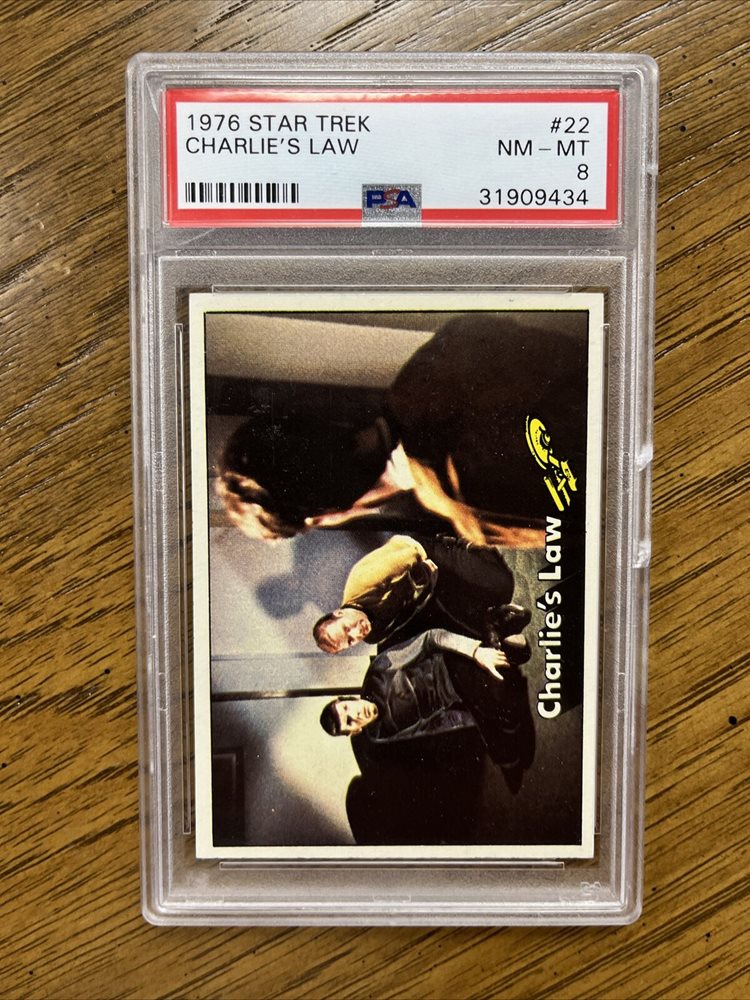 1976 STAR TREK #22
CHARLIE'S LAW NM – MT
8
PSA 31909434
Charlie's Law